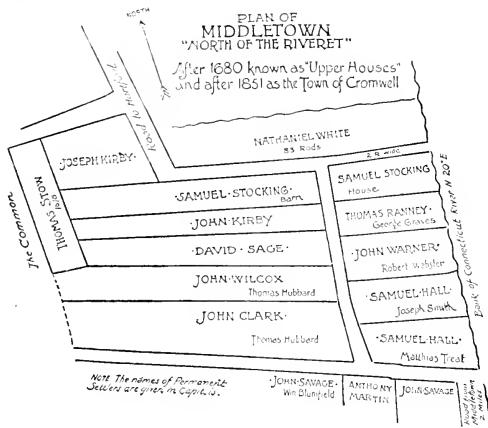 NORTH
PLAN OF
MIDDLETOWN
"NORTH OF THE RIVERET"
After 1680 known as "Upper Houses"
and after 1851 as the Town of Cromwell
Road to Hartford
NATHANIEL WHITE
83 Rods
2 R. wide
JOSEPH KIRBY
THOMAS STOW
The Common
SAMUEL·STOCKING
Barn
JOHN·KIRBY
·DAVID·SAGE·
JOHN·WILCOX
Thomas Hubbard
JOHN CLARK·
Thomas Hubbard
SAMUEL STOCKING
House
THOMAS RANNEY·
George Graves
·JOHN WARNER·
Robert Webster
·SAMUEL·HALL·
Joseph Smith
·SAMUEL·HALL·
Matthias Treat
Bank of Connecticut River N 20° E
Note The names of Permanent
Settlers are given in Capitals.
·JOHN·SAVAGE·
Wm Blumfield
ANTHONY
MARTIN
JOHN SAVAGE
Road from
Middletown
2 Miles